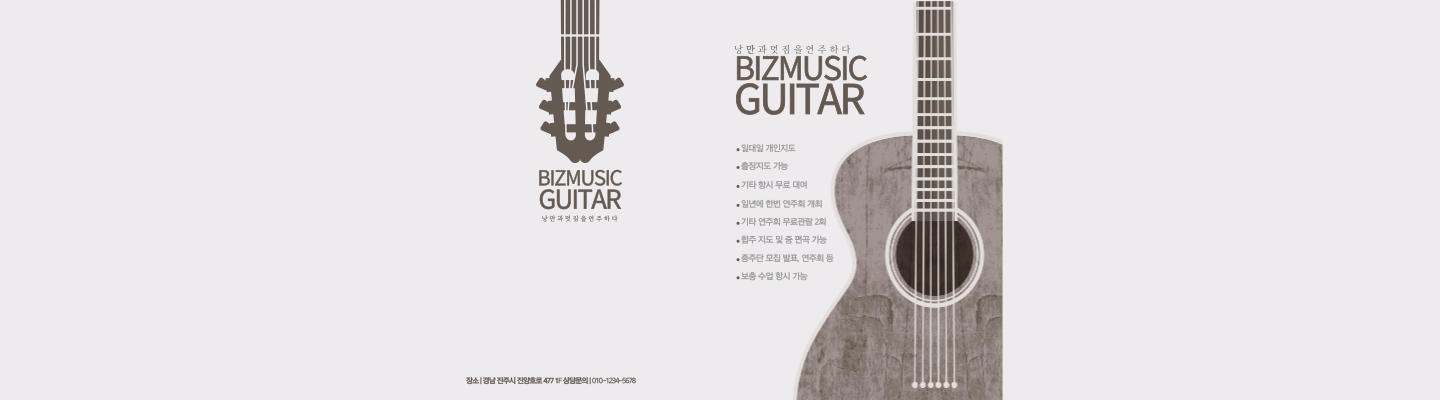 BIZMUSIC
GUITAR
낭만과멋짐을연주하다
장소 | 경남 진주시 진양호로 477 1F 상담문의 | 010-1234-5678
낭만과멋짐을연주하다
BIZMUSIC
GUITAR
•일대일 개인지도
•출장지도 가능
•기타 항시 무료 대여
•일년에 한번 연주회 개최
•기타 연주회 무료관람 2회
•합주 지도 및 중 편곡 가능
•중주단 모집 발표, 연주회 등
•보충 수업 항시 가능